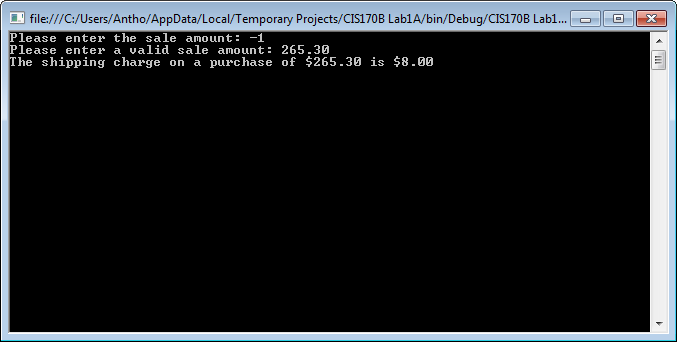 file:///C:/Users/Antho/AppData/Local/Temporary Projects/CIS170B Lab1A/bin/Debug/CIS170B Lab1...
Please enter the sale amount: -1
Please enter a valid sale amount: 265.30
The shipping charge on a purchase of $265.30 is $8.00